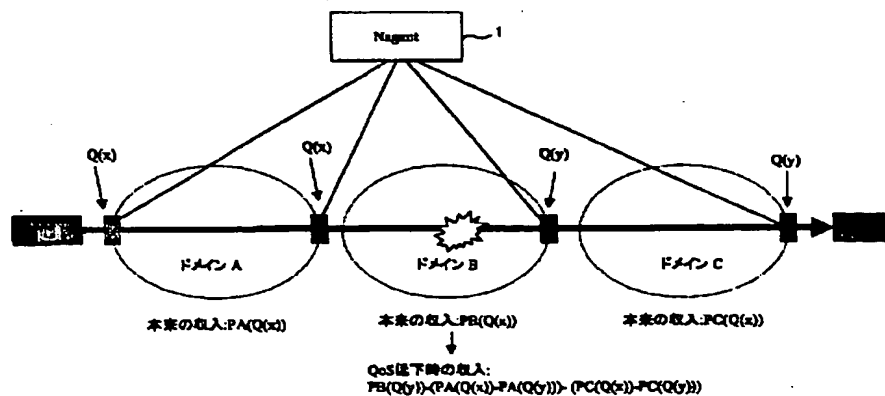 Nagent
1
Q(x)
Q(x)
Q(y)
Q(y)
ドメイン A
ドメイン B
ドメイン C
本来の収入:PA(Q(x))
本来の収入:PB(Q(x))
本来の収入:PC(Q(x))
QoS低下時の収入:
PB(Q(y))-(PA(Q(x))-PA(Q(y)))- (PC(Q(x))-PC(Q(y)))